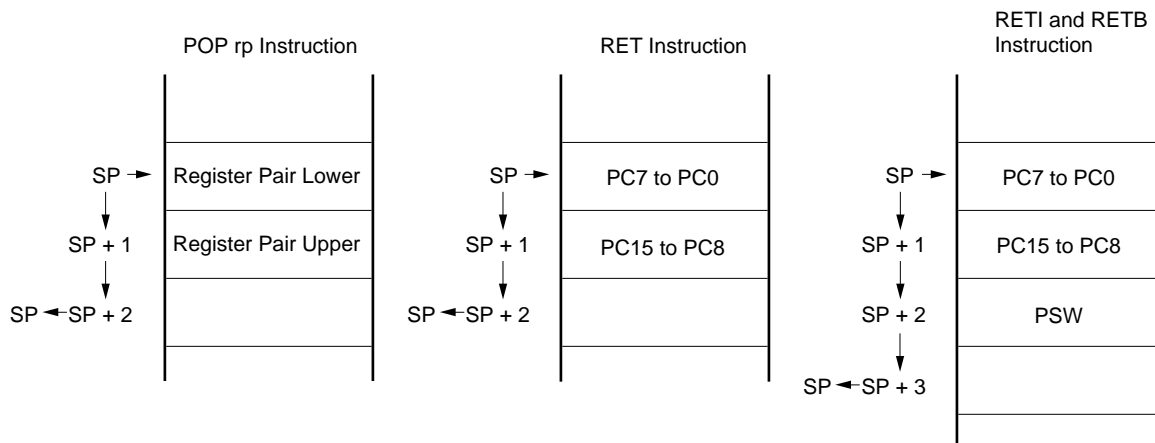 POP rp Instruction
SP
Register Pair Lower
SP + 1
Register Pair Upper
SP
SP + 2
RET Instruction
SP
PC7 to PC0
SP + 1
PC15 to PC8
SP
SP + 2
RETI and RETB
Instruction
SP
PC7 to PC0
SP + 1
PC15 to PC8
SP + 2
PSW
SP
SP + 3